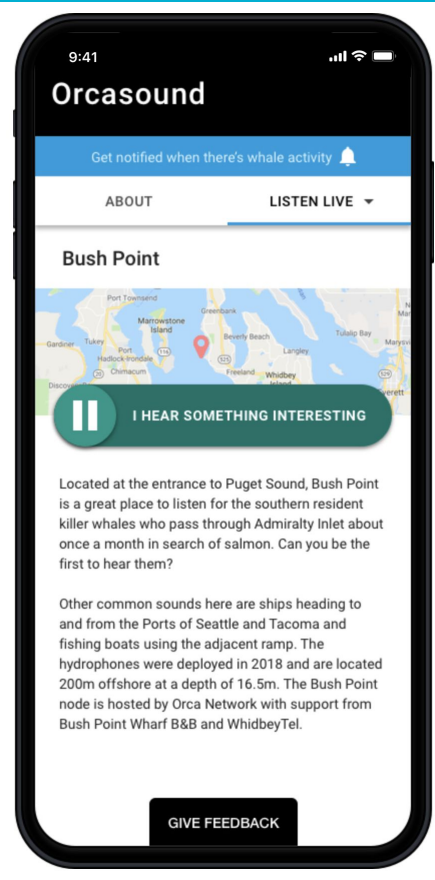 9:41
Orcasound
Get notified when there's whale activity
ABOUT
LISTEN LIVE
Bush Point
Port Townsend
Marrowstone
Island
Greenbank
Gardiner
Tukey
Port
Hadlock-Irondale
116
Beverly Beach
525
Langley
Tulalip Bay
Chimacum
20
Freeland
Whidbey
529
I HEAR SOMETHING INTERESTING
Located at the entrance to Puget Sound, Bush Point
is a great place to listen for the southern resident
killer whales who pass through Admiralty Inlet about
once a month in search of salmon. Can you be the
first to hear them?
Other common sounds here are ships heading to
and from the Ports of Seattle and Tacoma and
fishing boats using the adjacent ramp. The
hydrophones were deployed in 2018 and are located
200m offshore at a depth of 16.5m. The Bush Point
node is hosted by Orca Network with support from
Bush Point Wharf B&B and WhidbeyTel.
GIVE FEEDBACK